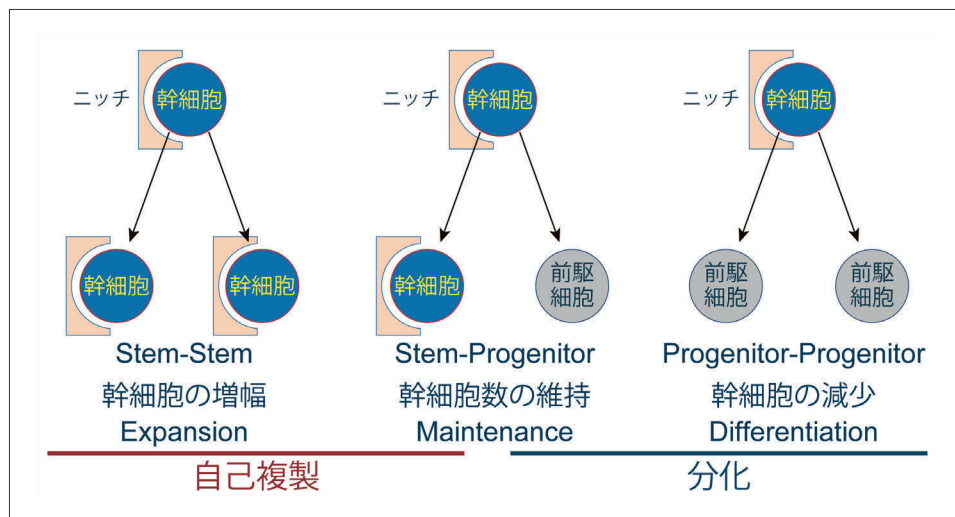 ニッチ
幹細胞
幹細胞
幹細胞
Stem-Stem
幹細胞の増幅
Expansion
ニッチ
幹細胞
幹細胞
前駆
細胞
Stem-Progenitor
幹細胞数の維持
Maintenance
ニッチ
幹細胞
前駆
細胞
前駆
細胞
Progenitor-Progenitor
幹細胞の減少
Differentiation
自己複製
分化